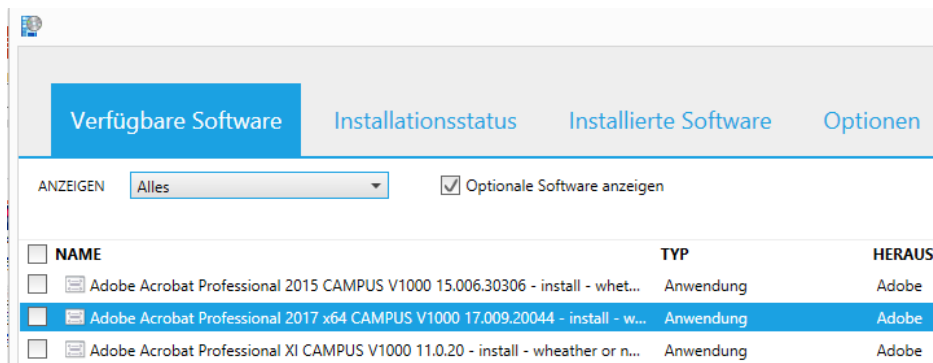 Verfügbare Software Installationsstatus Installierte Software Optionen
ANZEIGEN Alles Optionale Software anzeigen
NAME TYP HERAUS
Adobe Acrobat Professional 2015 CAMPUS V1000 15.006.30306 - install - whet... Anwendung Adobe
Adobe Acrobat Professional 2017 x64 CAMPUS V1000 17.009.20044 - install - w... Anwendung Adobe
Adobe Acrobat Professional XI CAMPUS V1000 11.0.20 - install - wheather or n... Anwendung Adobe